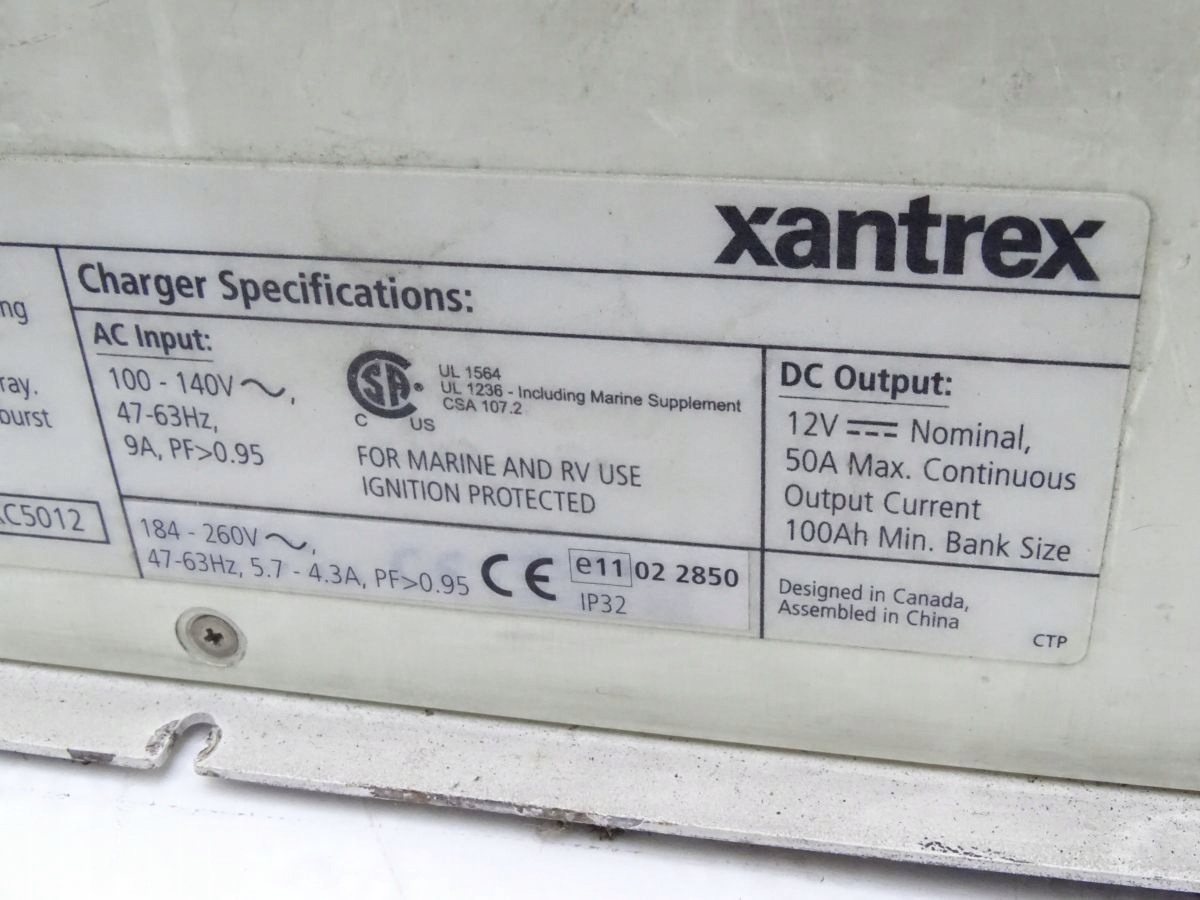 xantrex
Charger Specifications:
AC Input:
100 - 140V ~,
47-63Hz,
9A, PF>0.95
CSA
C US
UL 1564
UL 1236 - Including Marine Supplement
CSA 107.2
FOR MARINE AND RV USE
IGNITION PROTECTED
184 - 260V ~,
47-63Hz, 5.7 - 4.3A, PF>0.95
CE
e11 02 2850
IP32
DC Output:
12V ⎓ Nominal,
50A Max. Continuous
Output Current
100Ah Min. Bank Size
Designed in Canada,
Assembled in China
CTP
ng
ray.
burst
C5012